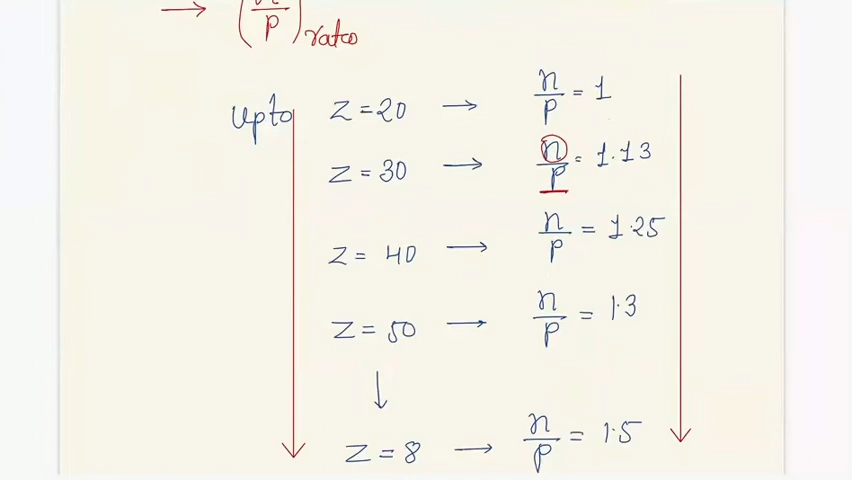 → (n/p) ratio
Upto Z = 20 → n/p = 1
Z = 30 → n/p = 1.13
Z = 40 → n/p = 1.25
Z = 50 → n/p = 1.3
↓
Z = 8 → n/p = 1.5